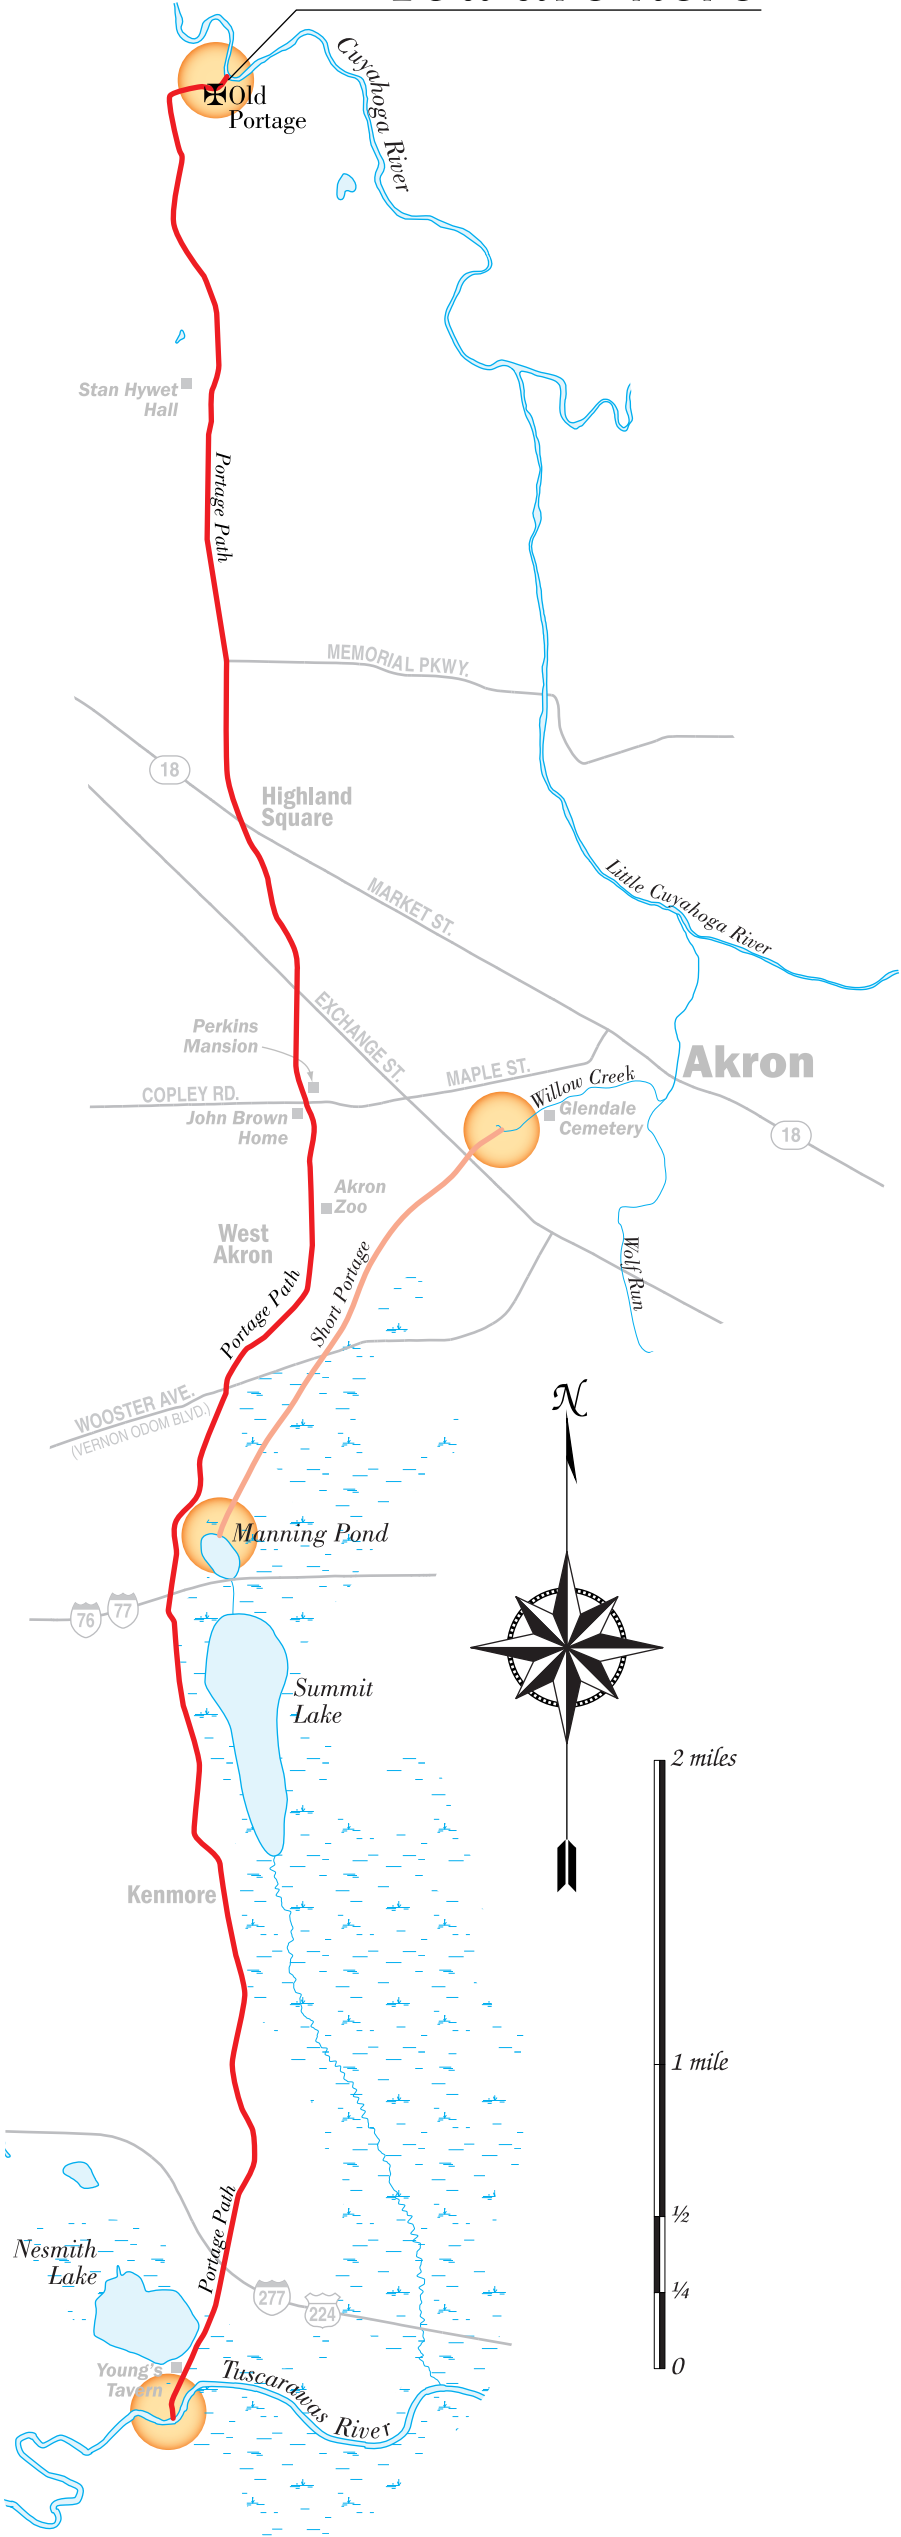 Old
Portage
Cuyahoga River
Stan Hywet
Hall
Portage Path
MEMORIAL PKWY.
18
Highland
Square
MARKET ST.
Little Cuyahoga River
EXCHANGE ST.
Perkins
Mansion
Akron
MAPLE ST.
Willow Creek
COPLEY RD.
John Brown
Home
Glendale
Cemetery
18
Akron
Zoo
West
Akron
Wolf Run
Short Portage
Portage Path
WOOSTER AVE.
(VERNON ODOM BLVD.)
N
Manning Pond
76
77
Summit
Lake
2 miles
Kenmore
1 mile
Portage Path
½
Nesmith
Lake
277
224
¼
Young's
Tavern
Tuscarawas River
0